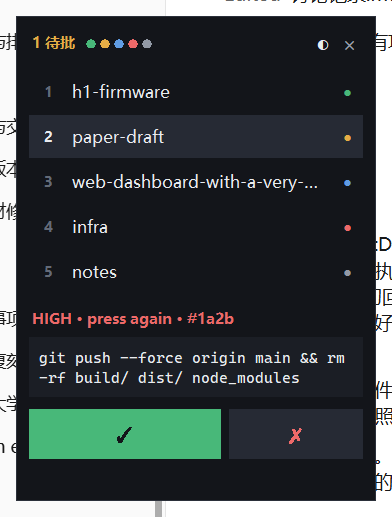 1 待批
1 h1-firmware
2 paper-draft
3 web-dashboard-with-a-very-...
4 infra
5 notes
HIGH • press again • #1a2b
git push --force origin main && rm
-rf build/ dist/ node_modules
✓ ✗